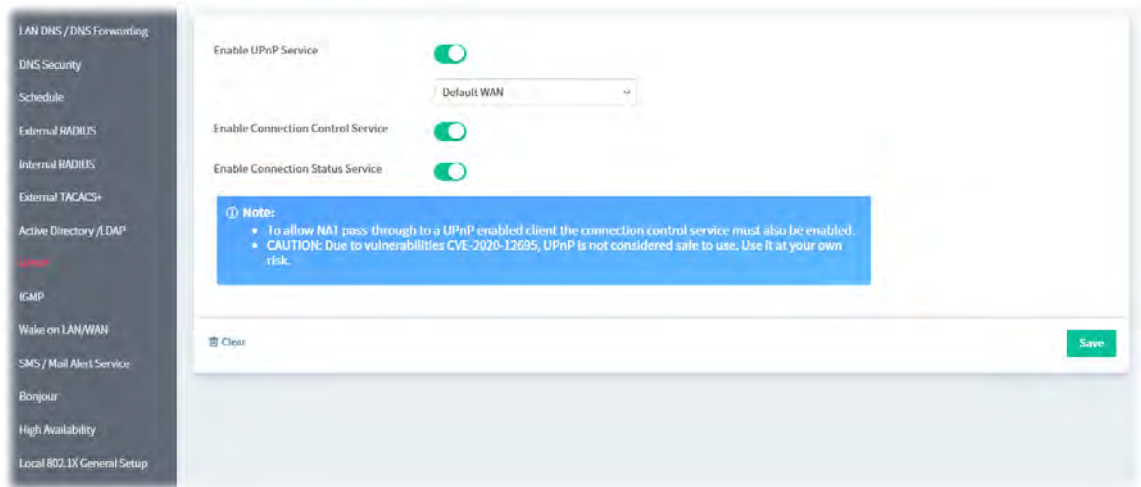 LAN DNS / DNS Forwarding
DNS Security
Schedule
External RADIUS
Internal RADIUS
External TACACS+
Active Directory /LDAP
UPnP
IGMP
Wake on LAN/WAN
SMS / Mail Alert Service
Bonjour
High Availability
Local 802.1X General Setup
Enable UPnP Service
Default WAN
Enable Connection Control Service
Enable Connection Status Service
Note:
• To allow NAT pass-through to a UPnP enabled client the connection control service must also be enabled.
• CAUTION: Due to vulnerabilities CVE-2020-12695, UPnP is not considered safe to use. Use it at your own
risk.
Clear
Save